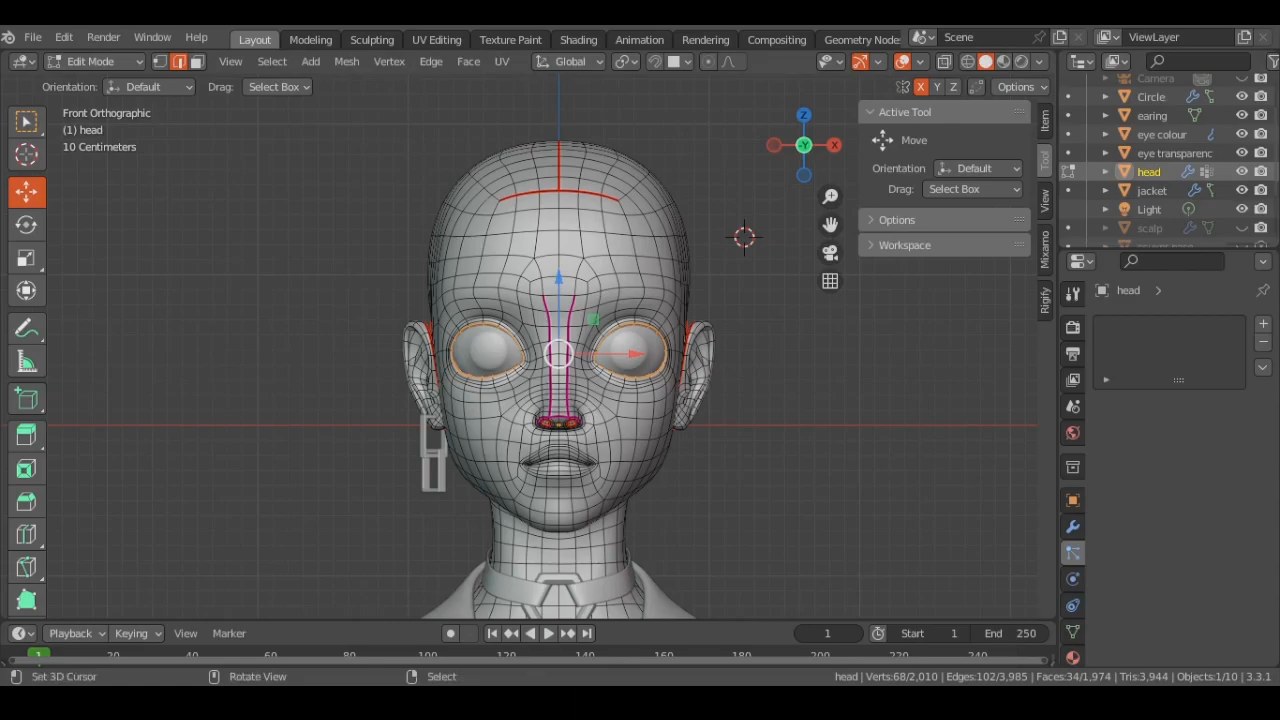 File Edit Render Window Help Layout Modeling Sculpting UV Editing Texture Paint Shading Animation Rendering Compositing Geometry Node Scene ViewLayer
Edit Mode View Select Add Mesh Vertex Edge Face UV Global
Orientation: Default Drag: Select Box X Y Z Options
Front Orthographic
(1) head
10 Centimeters
Z
-Y
X
Active Tool
Move
Orientation Default
Drag: Select Box
Options
Workspace
Item
Tool
View
Mixamo
Rigify
Camera
Circle
earing
eye colour
eye transparenc
head
jacket
Light
scalp
head
Playback Keying View Marker 1 Start 1 End 250
1 20 40 60 80 100 120 140 160 180 200 220 240
Set 3D Cursor Rotate View Select head | Verts:68/2,010 | Edges:102/3,985 | Faces:34/1,974 | Tris:3,944 | Objects:1/10 | 3.3.1